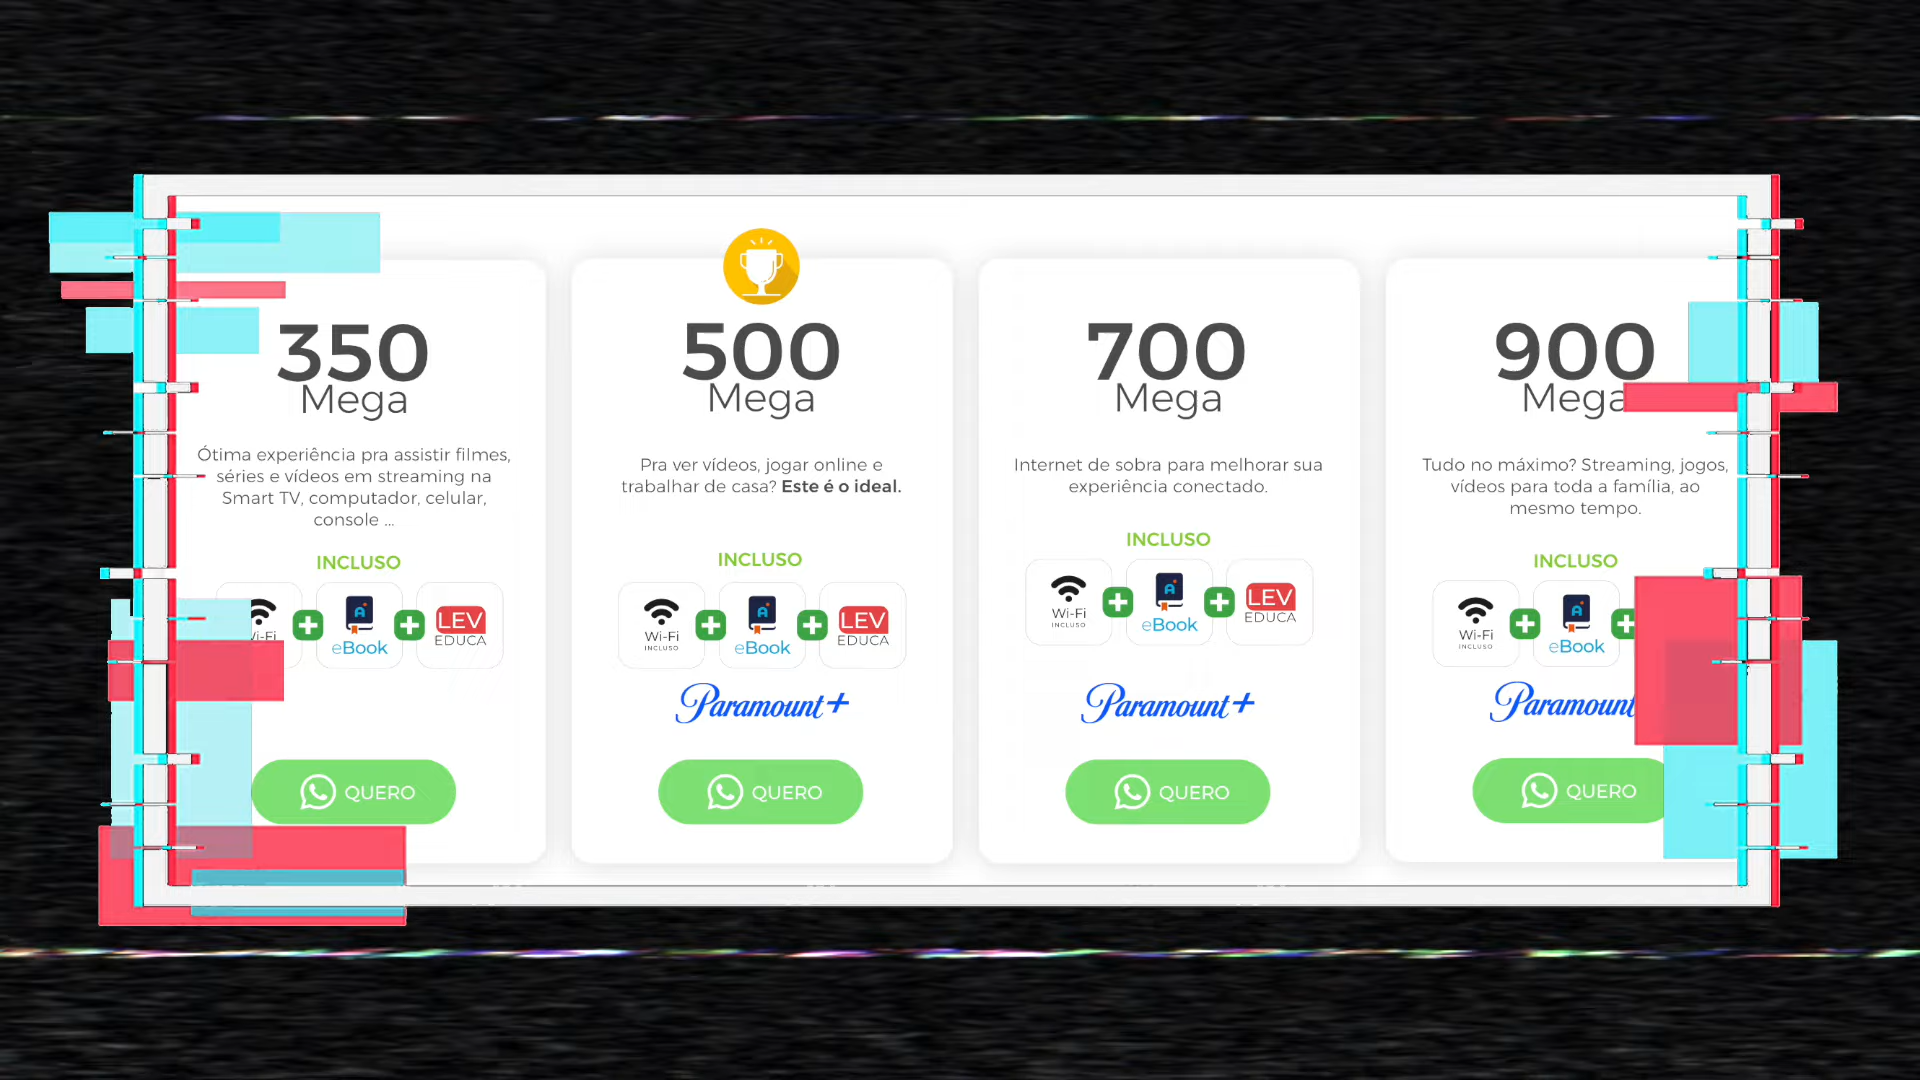 350
Mega
Ótima experiência pra assistir filmes,
séries e vídeos em streaming na
Smart TV, computador, celular,
console ...
INCLUSO
Wi-Fi
A
eBook
LEV
EDUCA
QUERO
500
Mega
Pra ver vídeos, jogar online e
trabalhar de casa? Este é o ideal.
INCLUSO
Wi-Fi
INCLUSO
A
eBook
LEV
EDUCA
Paramount+
QUERO
700
Mega
Internet de sobra para melhorar sua
experiência conectado.
INCLUSO
Wi-Fi
INCLUSO
A
eBook
LEV
EDUCA
Paramount+
QUERO
900
Mega
Tudo no máximo? Streaming, jogos,
vídeos para toda a família, ao
mesmo tempo.
INCLUSO
Wi-Fi
INCLUSO
A
eBook
Paramount
QUERO